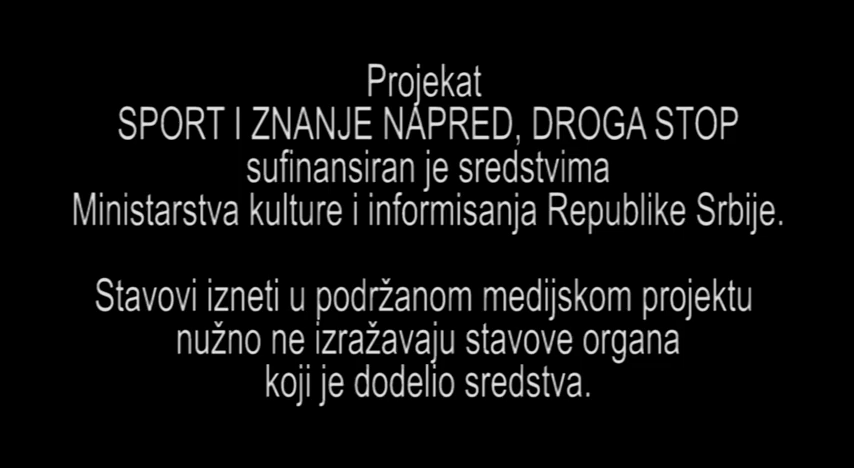 Projekat
SPORT I ZNANJE NAPRED, DROGA STOP
sufinansiran je sredstvima
Ministarstva kulture i informisanja Republike Srbije.
Stavovi izneti u podržanom medijskom projektu
nužno ne izražavaju stavove organa
koji je dodelio sredstva.